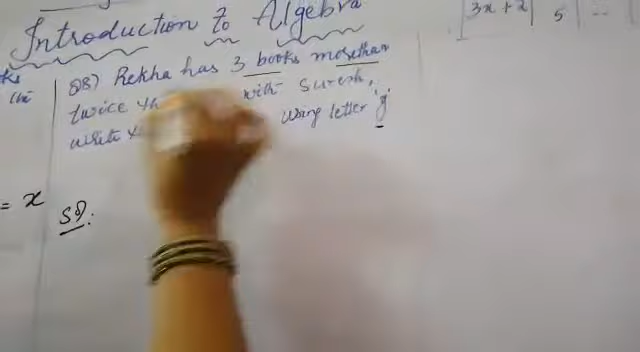 Introduction to Algebra
3x + 2 5 --
Q8) Rekha has 3 books more than
twice with Suresh,
write using letter 'y'
= x
Sol: